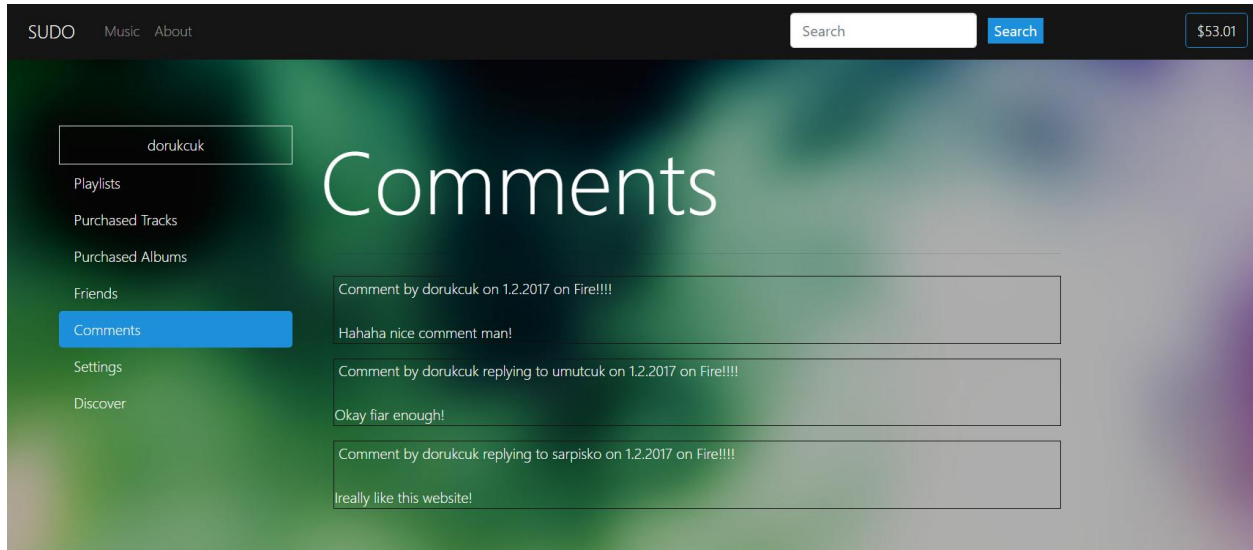 SUDO Music About Search Search $53.01
dorukcuk
Playlists
Purchased Tracks
Purchased Albums
Friends
Comments
Settings
Discover
Comments
Comment by dorukcuk on 1.2.2017 on Fire!!!!
Hahaha nice comment man!
Comment by dorukcuk replying to umutcuk on 1.2.2017 on Fire!!!!
Okay fiar enough!
Comment by dorukcuk replying to sarpisko on 1.2.2017 on Fire!!!!
Ireally like this website!